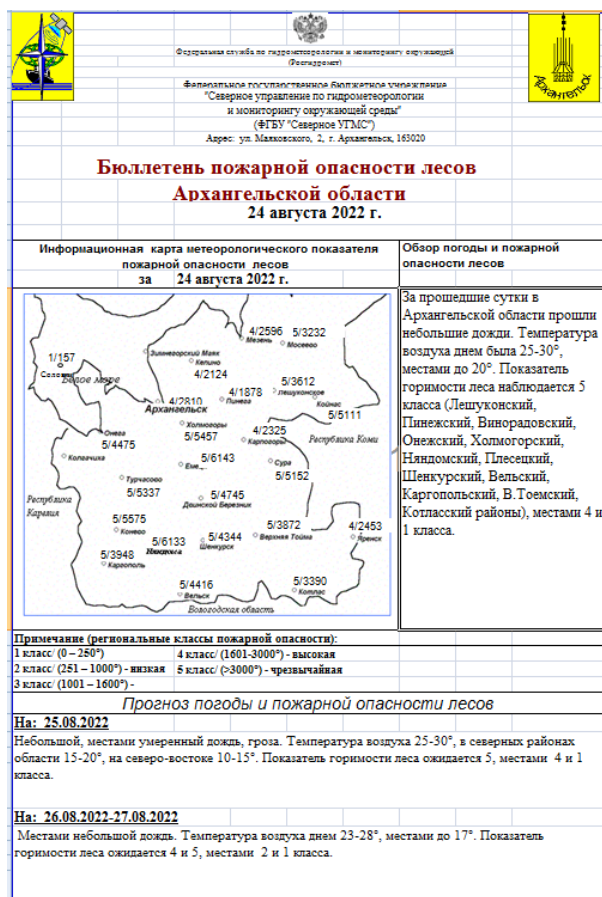 Федеральная служба по гидрометеорологии и мониторингу окружающей
(Росгидромет)
Федеральное государственное бюджетное учреждение
"Северное управление по гидрометеорологии
и мониторингу окружающей среды"
(ФГБУ "Северное УГМС")
Адрес: ул. Маяковского, 2, г. Архангельск, 163020
Архангельск
Бюллетень пожарной опасности лесов
Архангельской области
24 августа 2022 г.
Информационная карта метеорологического показателя
пожарной опасности лесов
за 24 августа 2022 г.
Обзор погоды и пожарной
опасности лесов
4/2596 5/3232
Мезень Мосеево
1/157
Зимнегорский Маяк
Кепино
4/2124
Белое море
5/3612
Лешуконское
4/1878
Пинега
4/2810
Архангельск
Койнас
5/5111
Холмогоры
5/5457
4/2325
Карпогоры
Республика Коми
Онега
5/4475
Колгачиха
5/6143
Сура
5/5152
Турчасово
5/5337
5/4745
Двинской Березник
Республика
Карелия
5/5575
Конево
5/6133
Няндома
5/4344
Шенкурск
5/3872
Верхняя Тойма
4/2453
Яренск
5/3948
Каргополь
5/4416
Вельск
5/3390
Котлас
Вологодская область
За прошедшие сутки в
Архангельской области прошли
небольшие дожди. Температура
воздуха днем была 25-30°,
местами до 20°. Показатель
горимости леса наблюдается 5
класса (Лешуконский,
Пинежский, Винорадовский,
Онежский, Холмогорский,
Няндомский, Плесецкий,
Шенкурский, Вельский,
Каргопольский, В.Тоемский,
Котласский районы), местами 4 и
1 класса.
Примечание (региональные классы пожарной опасности):
1 класс/ (0 – 250°) 4 класс/ (1601-3000°) - высокая
2 класс/ (251 – 1000°) - низкая 5 класс/ (>3000°) - чрезвычайная
3 класс/ (1001 – 1600°) -
Прогноз погоды и пожарной опасности лесов
На: 25.08.2022
Небольшой, местами умеренный дождь, гроза. Температура воздуха 25-30°, в северных районах
области 15-20°, на северо-востоке 10-15°. Показатель горимости леса ожидается 5, местами 4 и 1
класса.
На: 26.08.2022-27.08.2022
Местами небольшой дождь. Температура воздуха днем 23-28°, местами до 17°. Показатель
горимости леса ожидается 4 и 5, местами 2 и 1 класса.